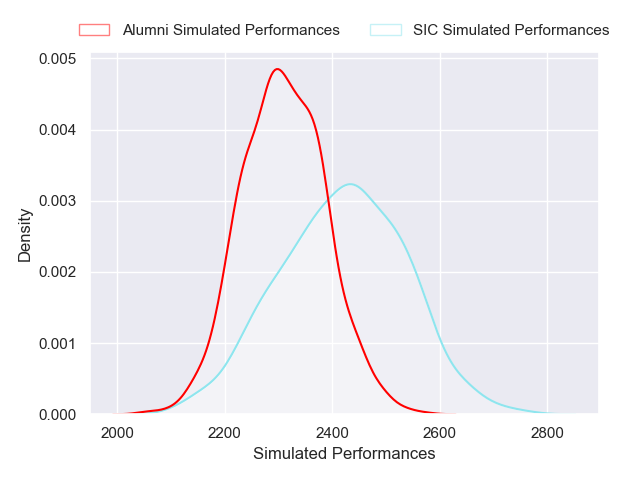 Alumni Simulated Performances SIC Simulated Performances
0.005
0.004
0.003
0.002
0.001
0.000
Density
2000 2200 2400 2600 2800
Simulated Performances